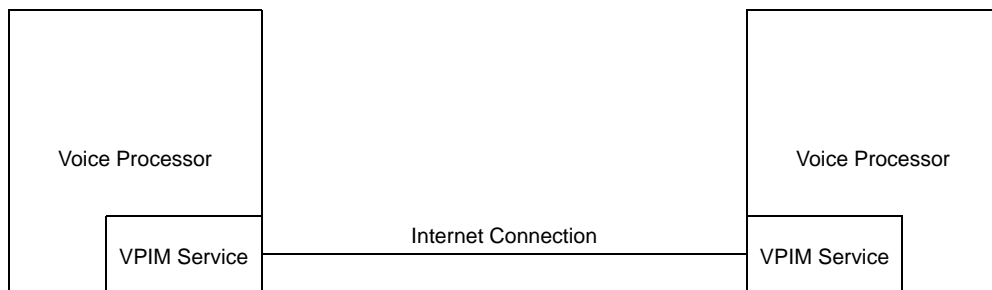 Voice Processor
Voice Processor
Internet Connection
VPIM Service
VPIM Service